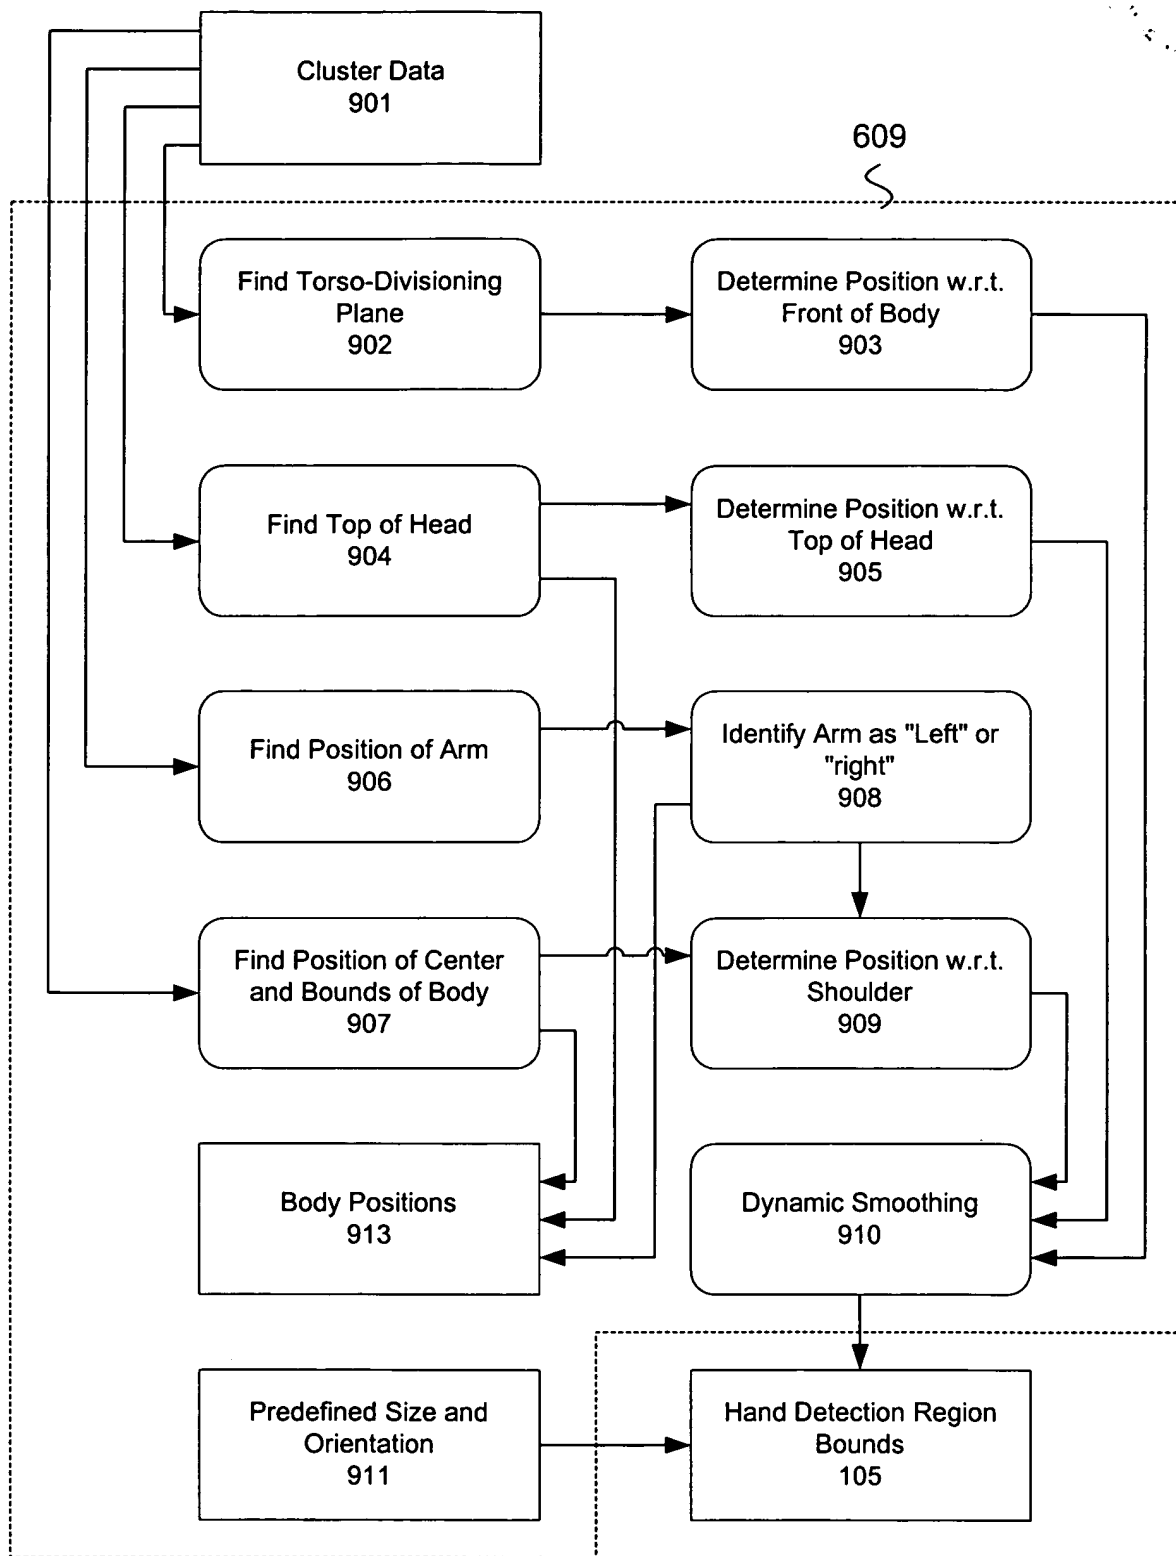 Cluster Data
901
609
Find Torso-Divisioning
Plane
902
Determine Position w.r.t.
Front of Body
903
Find Top of Head
904
Determine Position w.r.t.
Top of Head
905
Find Position of Arm
906
Identify Arm as "Left" or
"right"
908
Find Position of Center
and Bounds of Body
907
Determine Position w.r.t.
Shoulder
909
Body Positions
913
Dynamic Smoothing
910
Predefined Size and
Orientation
911
Hand Detection Region
Bounds
105